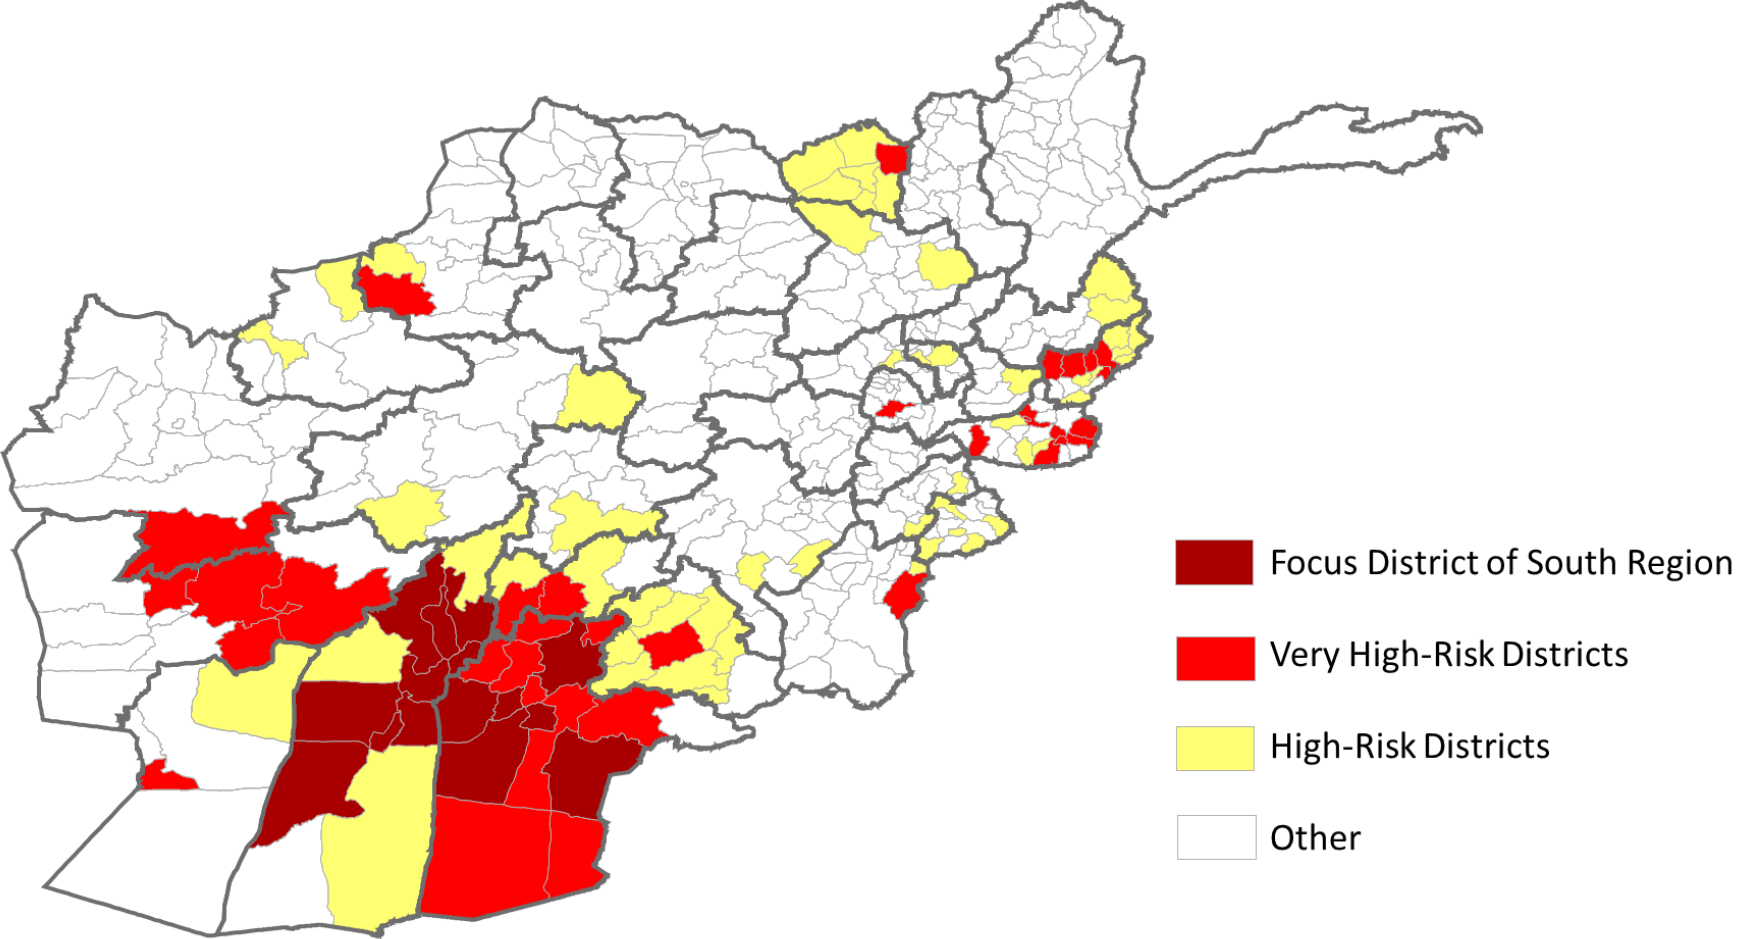 Focus District of South Region
Very High-Risk Districts
High-Risk Districts
Other